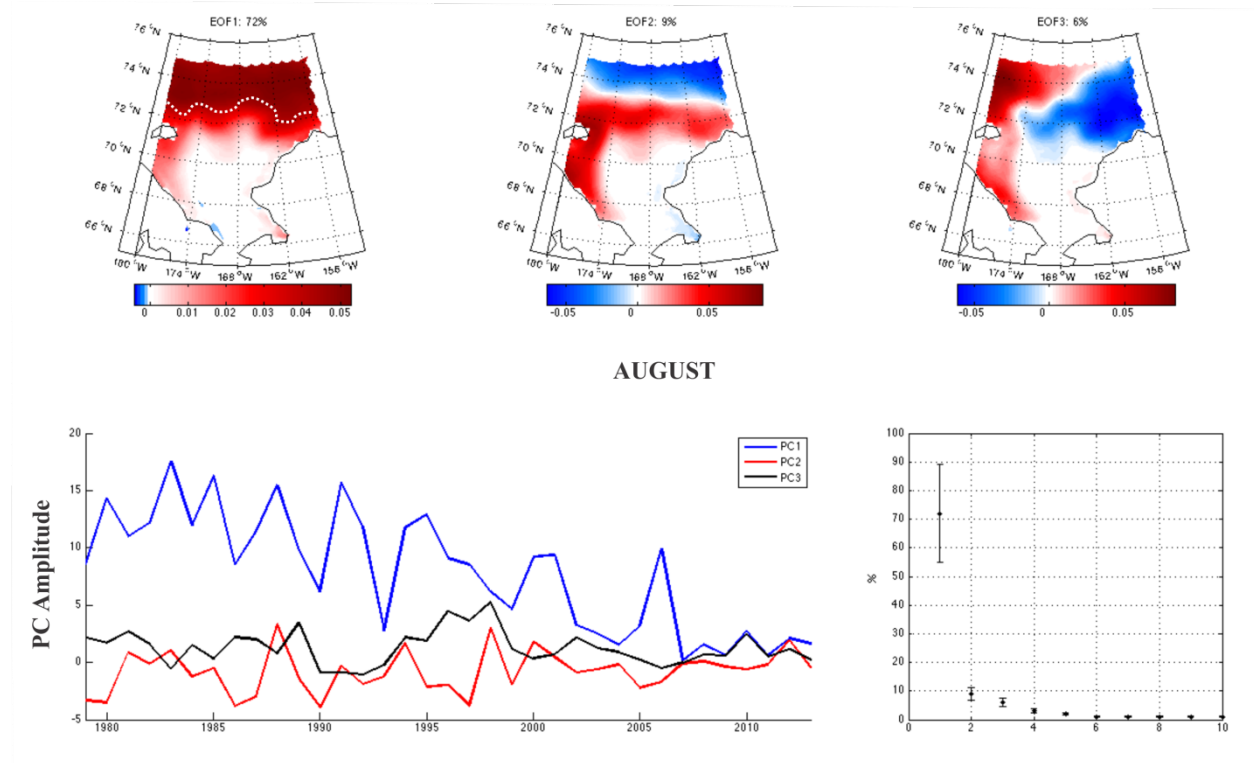 EOF1: 72%
EOF2: 9%
EOF3: 6%
76 °N
74 °N
72 °N
70 °N
68 °N
66 °N
180 °W
174 °W
168 °W
162 °W
156 °W
76 °N
74 °N
72 °N
70 °N
68 °N
66 °N
180 °W
174 °W
168 °W
162 °W
156 °W
76 °N
74 °N
72 °N
70 °N
68 °N
66 °N
180 °W
174 °W
168 °W
162 °W
156 °W
0 0.01 0.02 0.03 0.04 0.05
-0.05 0 0.05
-0.05 0 0.05
AUGUST
PC Amplitude
20
15
10
5
0
-5
1980 1985 1990 1995 2000 2005 2010
PC1
PC2
PC3
%
100
90
80
70
60
50
40
30
20
10
0
0 2 4 6 8 10